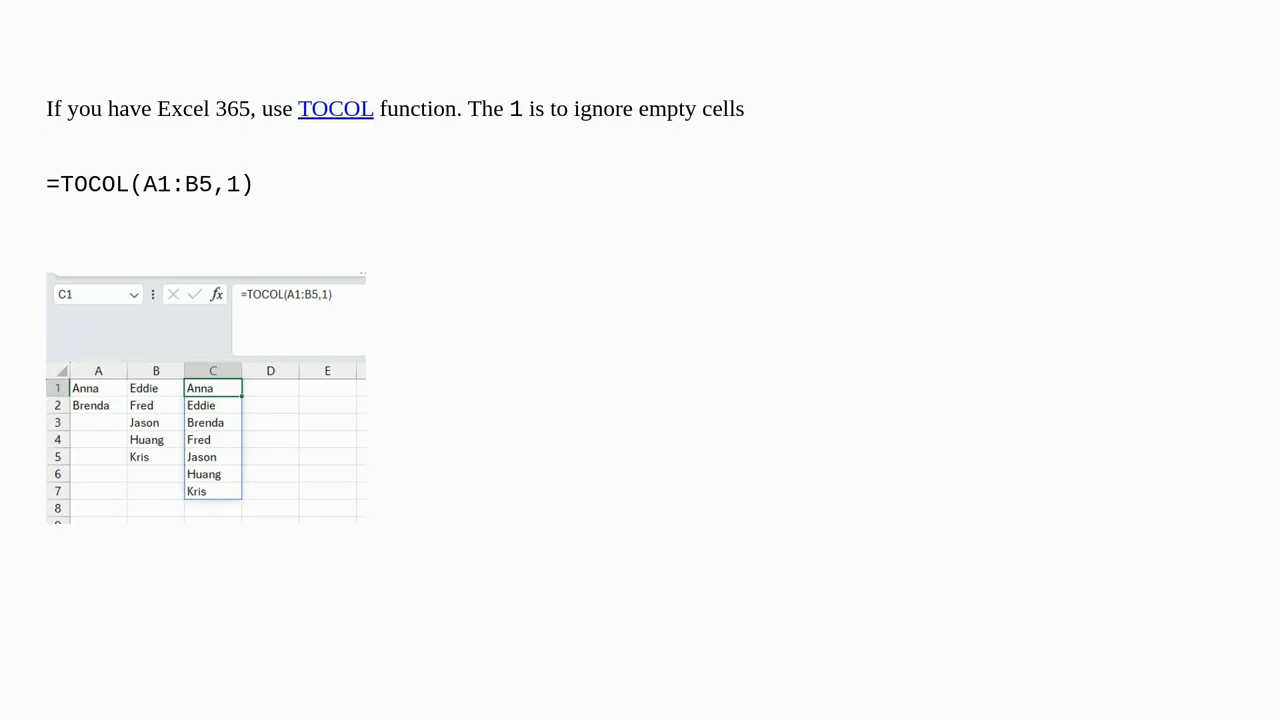 If you have Excel 365, use TOCOL function. The 1 is to ignore empty cells
=TOCOL(A1:B5,1)
C1 fx =TOCOL(A1:B5,1)
A B C D E
1 Anna Eddie Anna
2 Brenda Fred Eddie
3 Jason Brenda
4 Huang Fred
5 Kris Jason
6 Huang
7 Kris
8